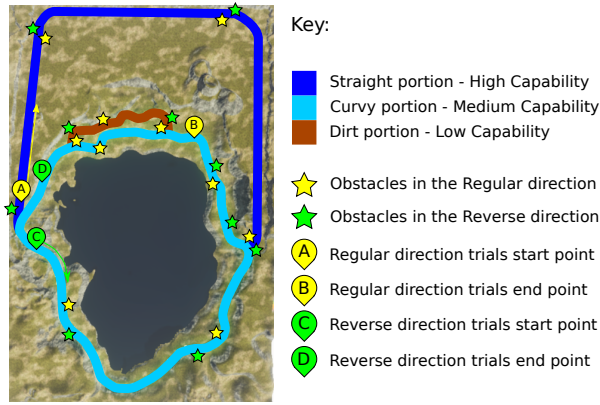 Key:
Straight portion - High Capability
Curvy portion - Medium Capability
Dirt portion - Low Capability
Obstacles in the Regular direction
Obstacles in the Reverse direction
A Regular direction trials start point
B Regular direction trials end point
C Reverse direction trials start point
D Reverse direction trials end point
B
D
A
C